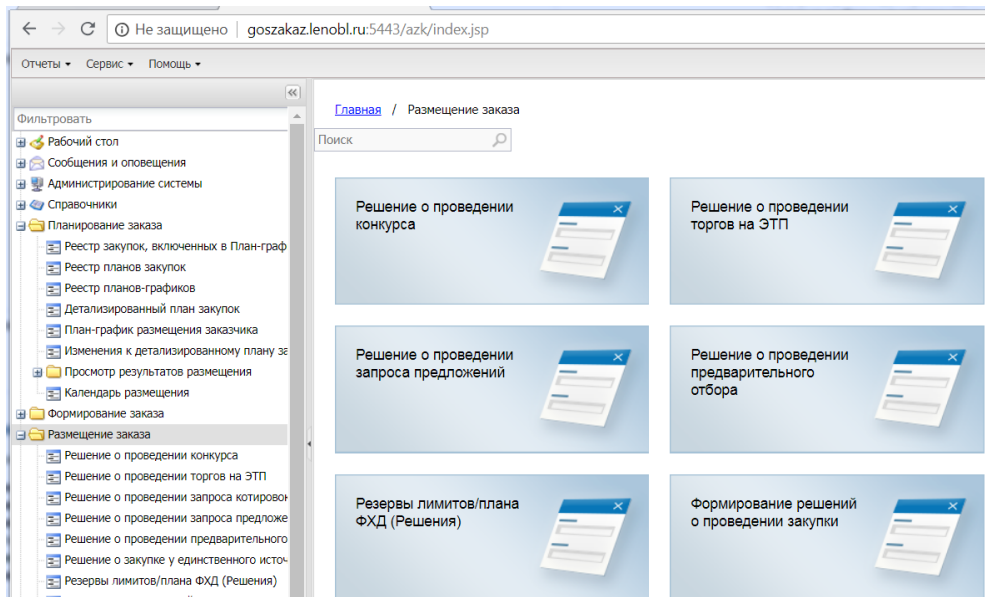 Не защищено | goszakaz.lenobl.ru:5443/azk/index.jsp
Отчеты Сервис Помощь
Фильтровать
Рабочий стол
Сообщения и оповещения
Администрирование системы
Справочники
Планирование заказа
Реестр закупок, включенных в План-граф
Реестр планов закупок
Реестр планов-графиков
Детализированный план закупок
План-график размещения заказчика
Изменения к детализированному плану за
Просмотр результатов размещения
Календарь размещения
Формирование заказа
Размещение заказа
Решение о проведении конкурса
Решение о проведении торгов на ЭТП
Решение о проведении запроса котировок
Решение о проведении запроса предложе
Решение о проведении предварительного
Решение о закупке у единственного источ
Резервы лимитов/плана ФХД (Решения)
Главная / Размещение заказа
Поиск
Решение о проведении
конкурса
Решение о проведении
торгов на ЭТП
Решение о проведении
запроса предложений
Решение о проведении
предварительного
отбора
Резервы лимитов/плана
ФХД (Решения)
Формирование решений
о проведении закупки